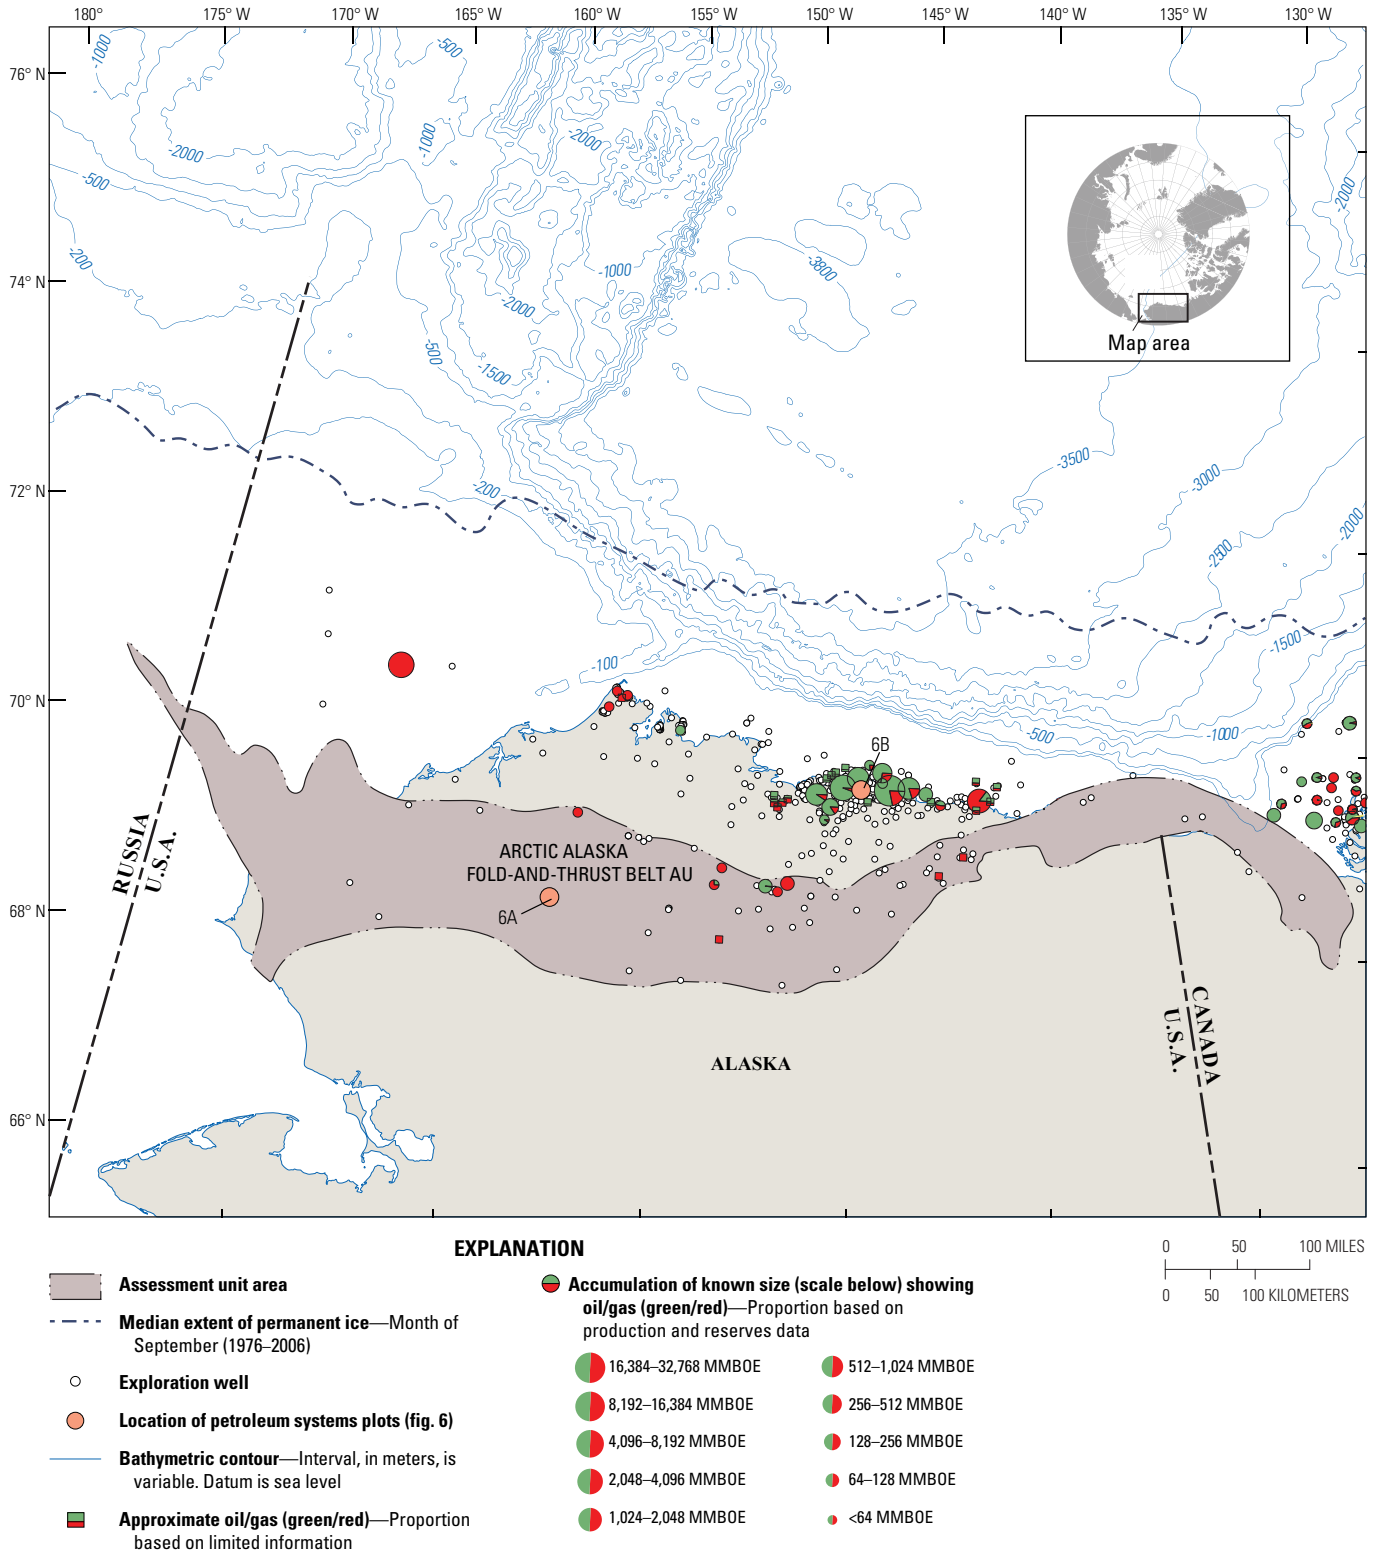 180°
175°W
170°W
165°W
160°W
155°W
150°W
145°W
140°W
135°W
130°W
76° N
74° N
72° N
70° N
68° N
66° N
-1000
-500
-2000
-1000
-2000
-500
-200
-2000
-1000
-3800
-2000
-500
-1500
Map area
-3500
-3000
-200
-2000
-2500
-1500
-100
-1000
-500
6B
RUSSIA
U.S.A.
ARCTIC ALASKA
FOLD-AND-THRUST BELT AU
6A
CANADA
U.S.A.
ALASKA
EXPLANATION
0 50 100 MILES
0 50 100 KILOMETERS
Assessment unit area
Median extent of permanent ice—Month of
September (1976–2006)
Exploration well
Location of petroleum systems plots (fig. 6)
Bathymetric contour—Interval, in meters, is
variable. Datum is sea level
Approximate oil/gas (green/red)—Proportion
based on limited information
Accumulation of known size (scale below) showing
oil/gas (green/red)—Proportion based on
production and reserves data
16,384–32,768 MMBOE
8,192–16,384 MMBOE
4,096–8,192 MMBOE
2,048–4,096 MMBOE
1,024–2,048 MMBOE
512–1,024 MMBOE
256–512 MMBOE
128–256 MMBOE
64–128 MMBOE
<64 MMBOE